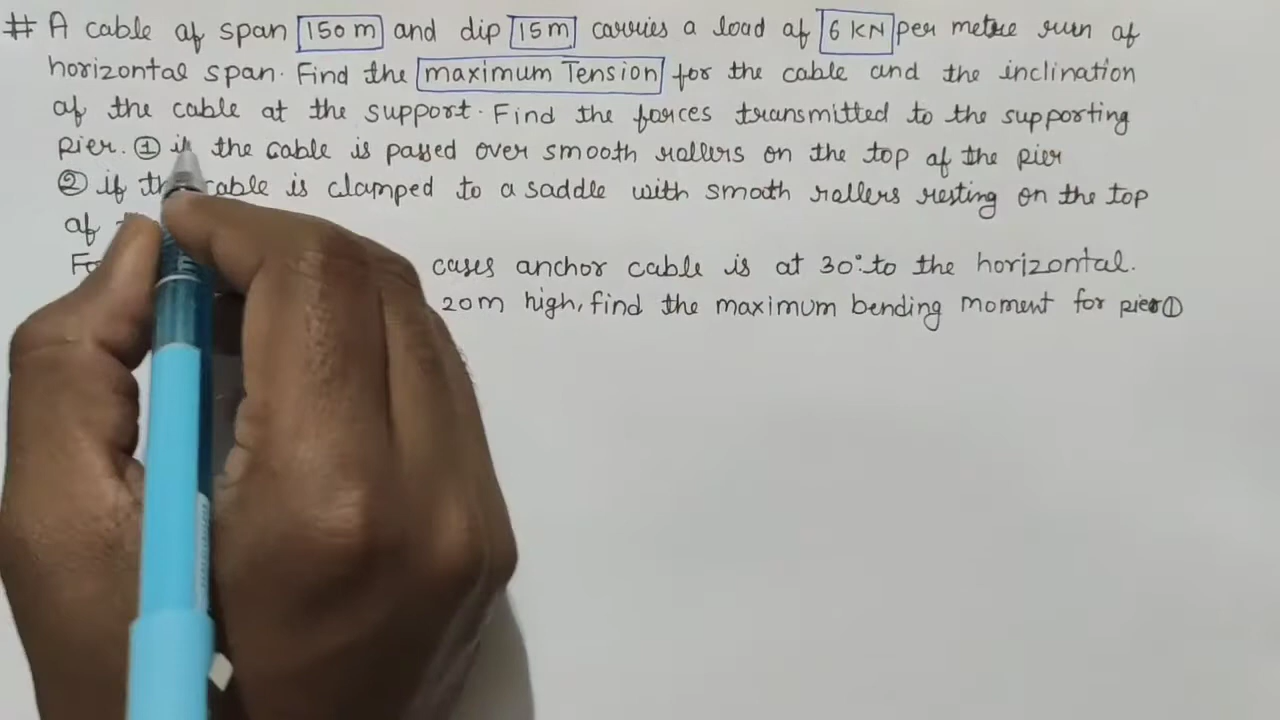 # A cable of span 150 m and dip 15 m carries a load of 6 KN per metre run of
horizontal span. Find the maximum Tension for the cable and the inclination
of the cable at the support. Find the forces transmitted to the supporting
pier. ① if the cable is passed over smooth rollers on the top of the pier
② if the cable is clamped to a saddle with smoth rollers resting on the top
of
cases anchor cable is at 30° to the horizontal.
20m high, find the maximum bending moment for pier ①